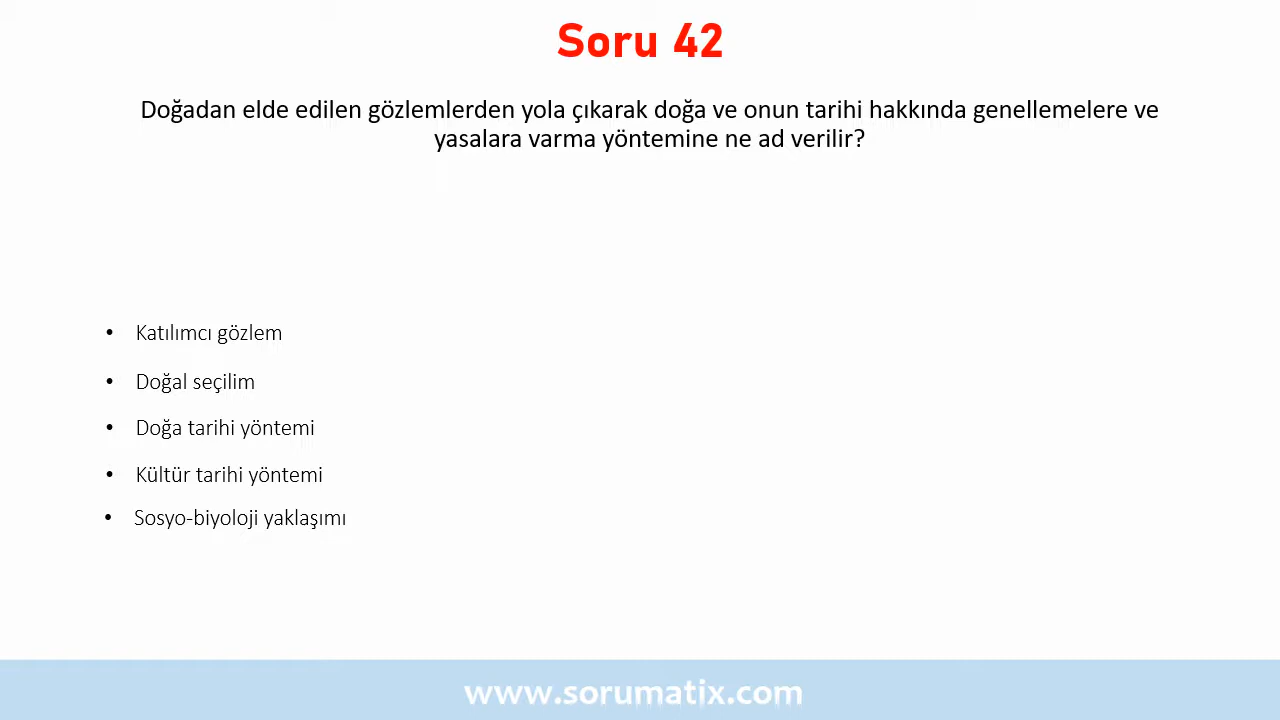 Soru 42
Doğadan elde edilen gözlemlerden yola çıkarak doğa ve onun tarihi hakkında genellemelere ve
yasalara varma yöntemine ne ad verilir?
• Katılımcı gözlem
• Doğal seçilim
• Doğa tarihi yöntemi
• Kültür tarihi yöntemi
• Sosyo-biyoloji yaklaşımı
www.sorumatix.com